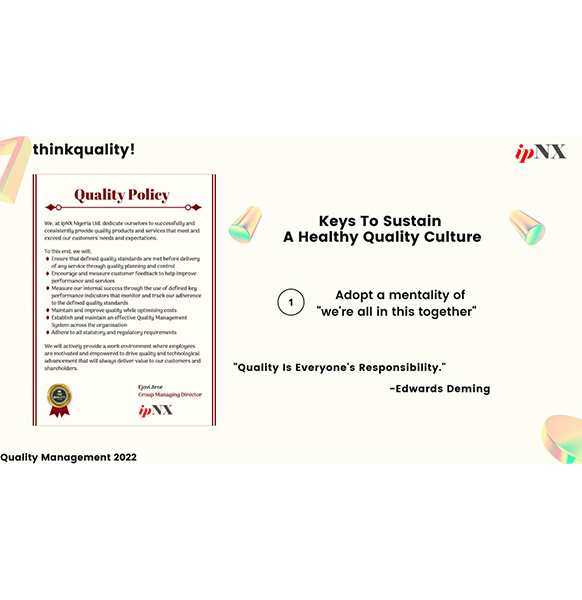 thinkquality!
ipNX
Quality Policy
We, at ipNX Nigeria Ltd, dedicate ourselves to successfully and
consistently provide quality products and services that meet and
exceed our customers' needs and expectations.
To this end, we will;
Ensure that defined quality standards are met before delivery
of any service through quality planning and control
Encourage and measure customer feedback to help improve
performance and services
Measure our internal success through the use of defined key
performance indicators that monitor and track our adherence
to the defined quality standards
Maintain and improve quality while optimising costs
Establish and maintain an effective Quality Management
System across the organisation
Adhere to all statutory and regulatory requirements
We will actively provide a work environment where employees
are motivated and empowered to drive quality and technological
advancement that will always deliver value to our customers and
shareholders.
Ejovi Aror
Group Managing Director
ipNX
Keys To Sustain
A Healthy Quality Culture
1
Adopt a mentality of
"we're all in this together"
"Quality Is Everyone's Responsibility."
-Edwards Deming
Quality Management 2022